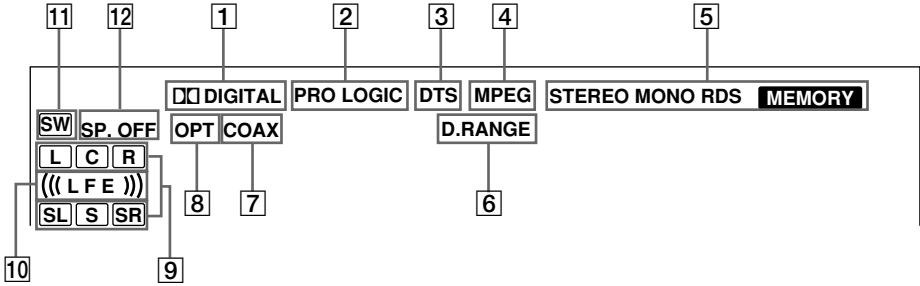 11 12 1 2 3 4 5
DIGITAL PRO LOGIC DTS MPEG STEREO MONO RDS MEMORY
SW SP. OFF OPT COAX D.RANGE
L C R
((( L F E ))) 8 7 6
SL S SR
10 9